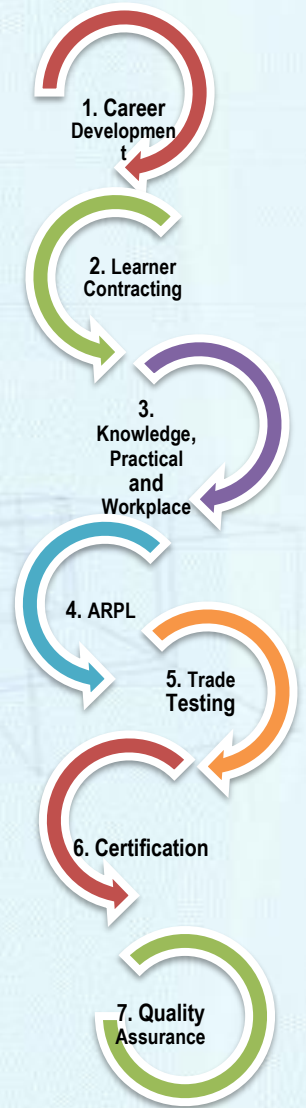 1. Career
Developmen
t
2. Learner
Contracting
3.
Knowledge,
Practical
and
Workplace
4. ARPL
5. Trade
Testing
6. Certification
7. Quality
Assurance